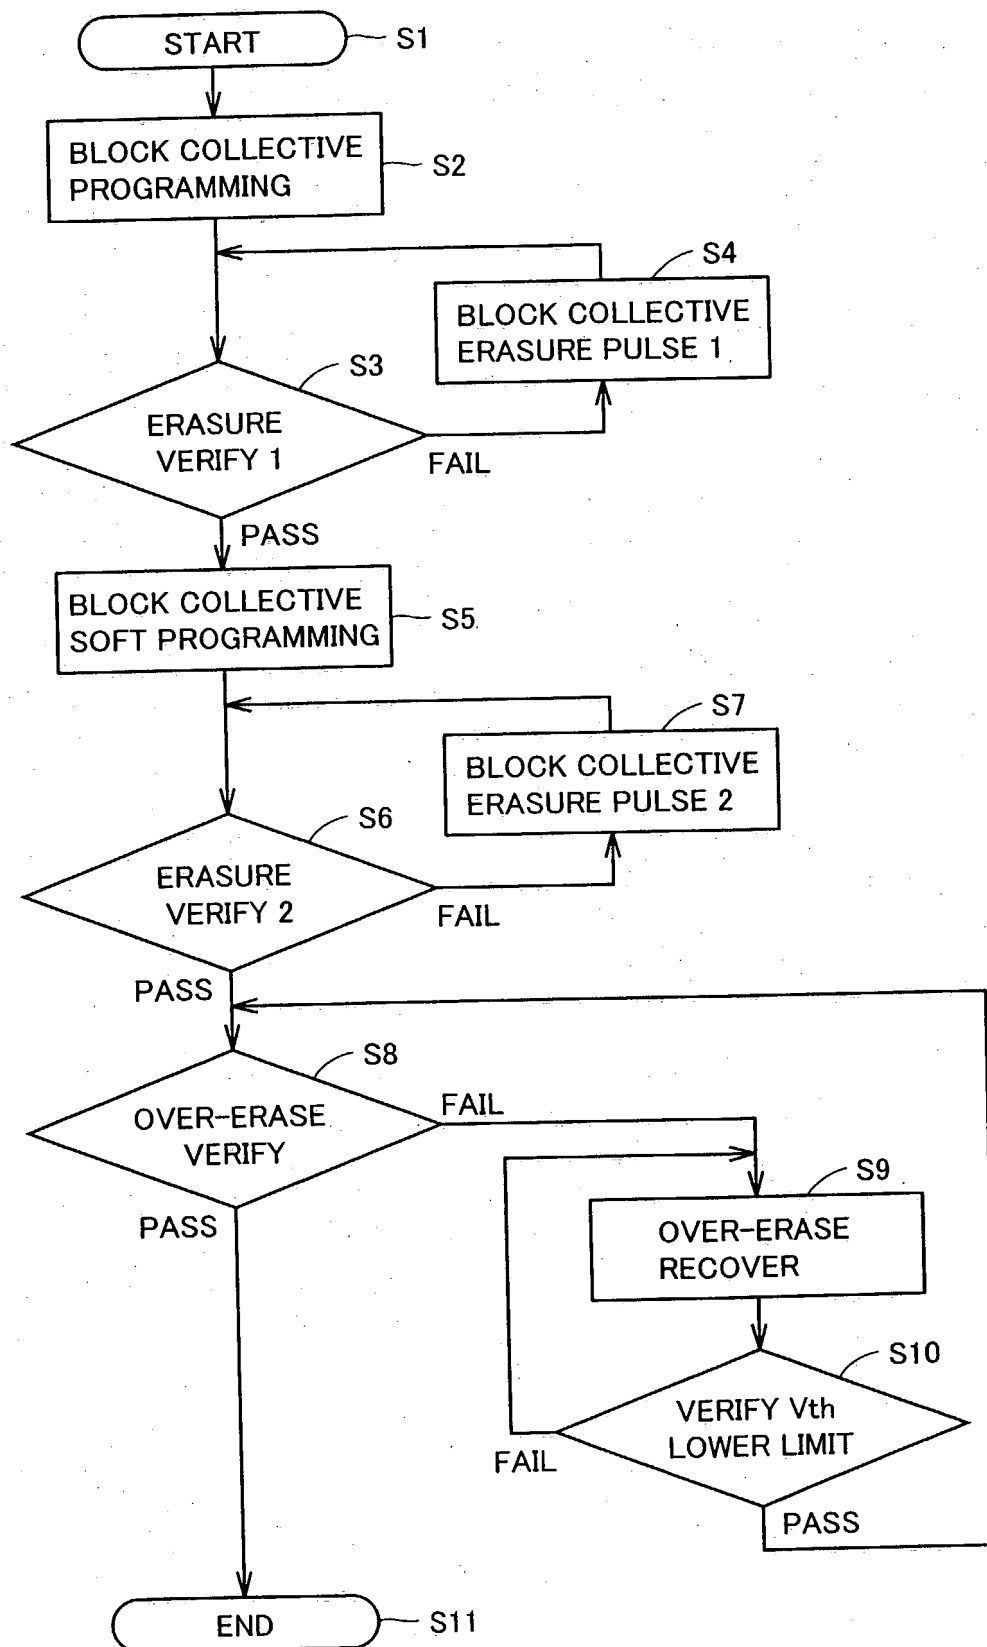 START
S1
BLOCK COLLECTIVE
PROGRAMMING
S2
S4
BLOCK COLLECTIVE
ERASURE PULSE 1
S3
ERASURE
VERIFY 1
FAIL
PASS
BLOCK COLLECTIVE
SOFT PROGRAMMING
S5
S7
BLOCK COLLECTIVE
ERASURE PULSE 2
S6
ERASURE
VERIFY 2
FAIL
PASS
S8
OVER-ERASE
VERIFY
FAIL
PASS
S9
OVER-ERASE
RECOVER
S10
VERIFY Vth
LOWER LIMIT
FAIL
PASS
END
S11